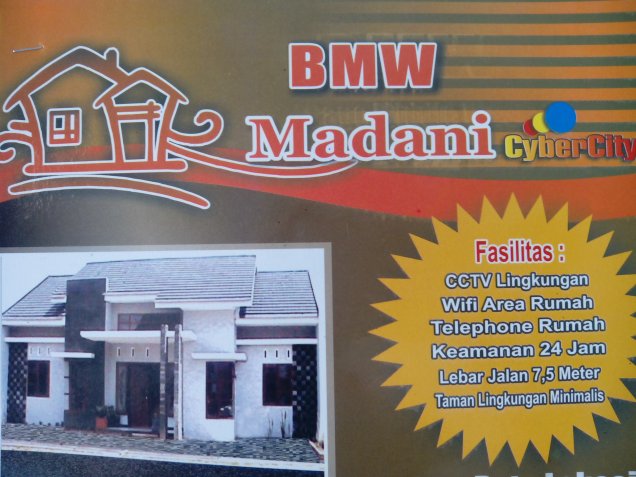 BMW
Madani
CyberCity
Fasilitas :
CCTV Lingkungan
Wifi Area Rumah
Telephone Rumah
Keamanan 24 Jam
Lebar Jalan 7,5 Meter
Taman Lingkungan Minimalis